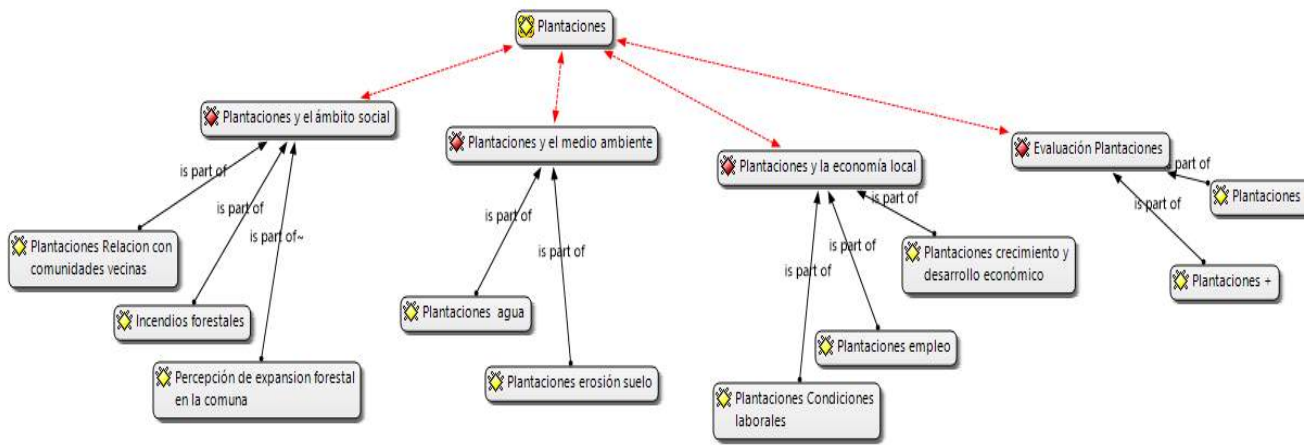 Plantaciones
Plantaciones y el ámbito social
Plantaciones y el medio ambiente
Plantaciones y la economía local
Evaluación Plantaciones
is part of
is part of
is part of~
is part of
is part of
is part of
is part of
is part of
is part of
is part of
Plantaciones Relacion con
comunidades vecinas
Incendios forestales
Percepción de expansion forestal
en la comuna
Plantaciones agua
Plantaciones erosión suelo
Plantaciones Condiciones
laborales
Plantaciones empleo
Plantaciones crecimiento y
desarrollo económico
Plantaciones +
Plantaciones